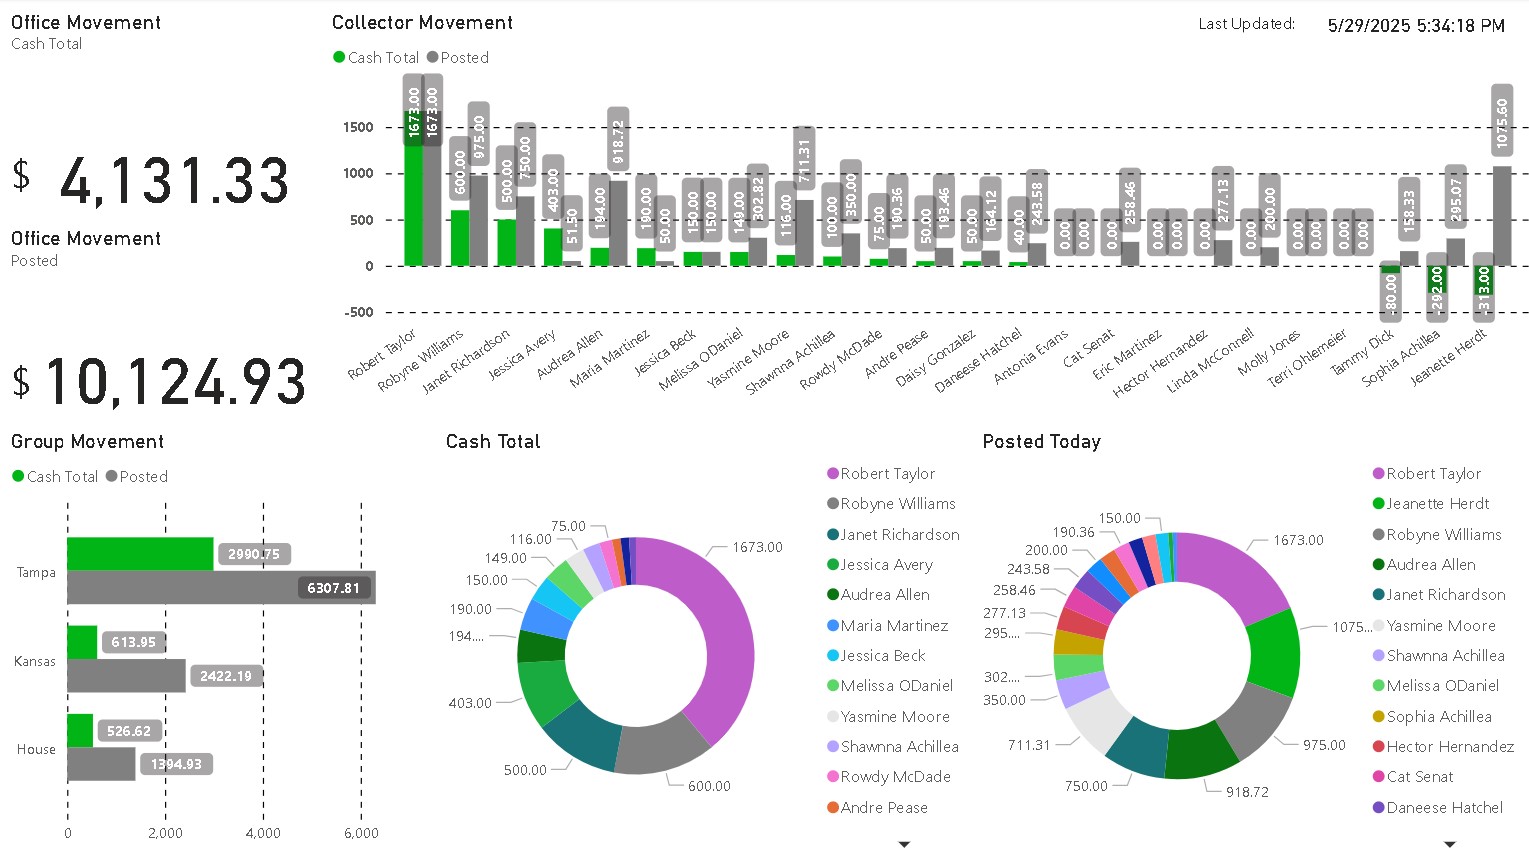 Office Movement
Cash Total
$ 4,131.33
Office Movement
Posted
$ 10,124.93
Collector Movement
Last Updated: 5/29/2025 5:34:18 PM
Cash Total Posted
1500
1000
500
0
-500
1673.00 1673.00
600.00 975.00
500.00 750.00
403.00 51.50
194.00 918.72
190.00 50.00
150.00 150.00
149.00 302.82
116.00 711.31
100.00 350.00
75.00 190.36
50.00 193.46
50.00 164.12
40.00 243.58
0.00 0.00
0.00 258.46
0.00 0.00
0.00 277.13
0.00 200.00
0.00 0.00
0.00 0.00
-80.00 158.33
-292.00 295.07
-313.00 1075.60
Robert Taylor
Robyne Williams
Janet Richardson
Jessica Avery
Audrea Allen
Maria Martinez
Jessica Beck
Melissa ODaniel
Yasmine Moore
Shawnna Achillea
Rowdy McDade
Andre Pease
Daisy Gonzalez
Daneese Hatchel
Antonia Evans
Cat Senat
Eric Martinez
Hector Hernandez
Linda McConnell
Molly Jones
Terri Ohlemeier
Tammy Dick
Sophia Achillea
Jeanette Herdt
Group Movement
Cash Total Posted
Tampa
2990.75
6307.81
Kansas
613.95
2422.19
House
526.62
1394.93
0 2,000 4,000 6,000
Cash Total
1673.00
600.00
500.00
403.00
194....
190.00
150.00
149.00
116.00
75.00
Robert Taylor
Robyne Williams
Janet Richardson
Jessica Avery
Audrea Allen
Maria Martinez
Jessica Beck
Melissa ODaniel
Yasmine Moore
Shawnna Achillea
Rowdy McDade
Andre Pease
Posted Today
1673.00
1075...
975.00
918.72
750.00
711.31
350.00
302....
295....
277.13
258.46
243.58
200.00
190.36
150.00
Robert Taylor
Jeanette Herdt
Robyne Williams
Audrea Allen
Janet Richardson
Yasmine Moore
Shawnna Achillea
Melissa ODaniel
Sophia Achillea
Hector Hernandez
Cat Senat
Daneese Hatchel